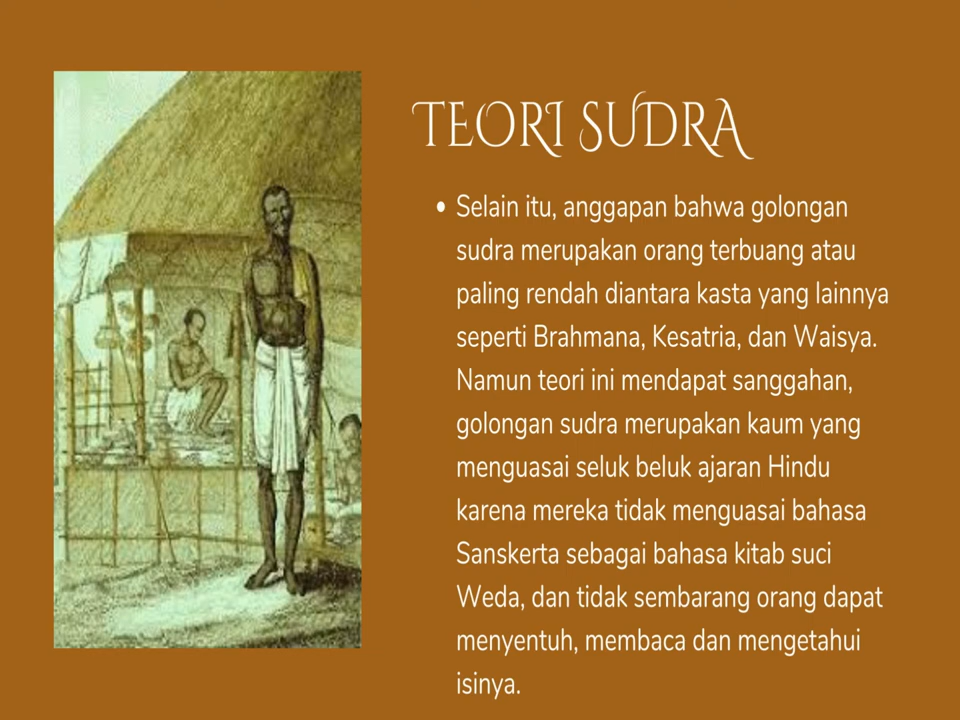 TEORI SUDRA
• Selain itu, anggapan bahwa golongan
sudra merupakan orang terbuang atau
paling rendah diantara kasta yang lainnya
seperti Brahmana, Kesatria, dan Waisya.
Namun teori ini mendapat sanggahan,
golongan sudra merupakan kaum yang
menguasai seluk beluk ajaran Hindu
karena mereka tidak menguasai bahasa
Sanskerta sebagai bahasa kitab suci
Weda, dan tidak sembarang orang dapat
menyentuh, membaca dan mengetahui
isinya.